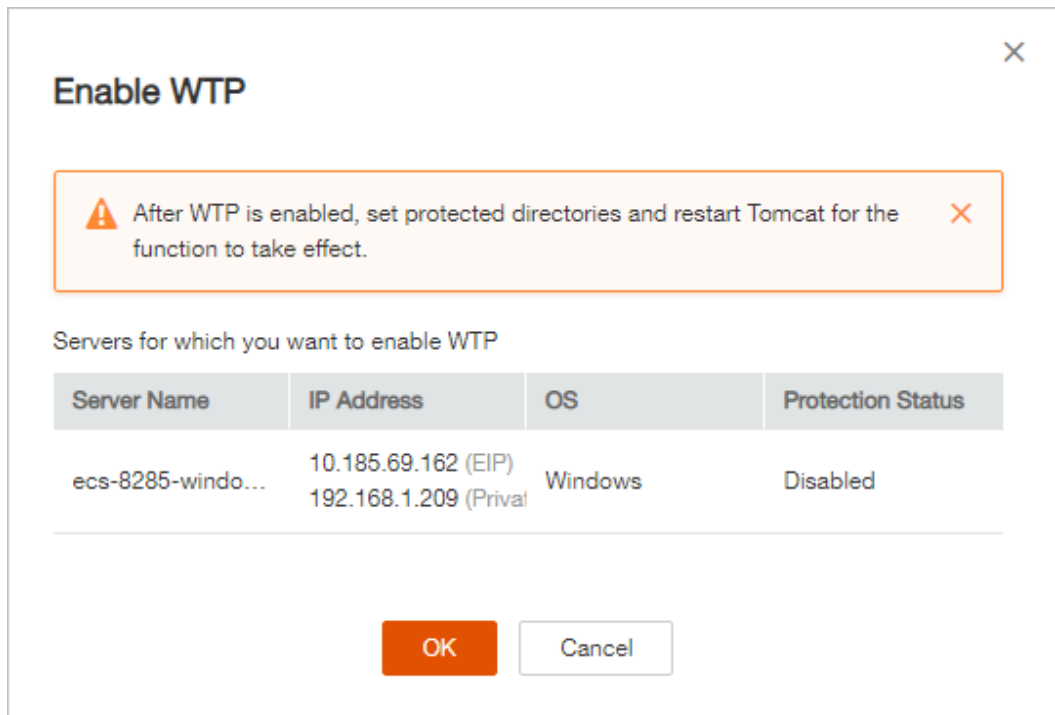 Enable WTP
After WTP is enabled, set protected directories and restart Tomcat for the
function to take effect.
Servers for which you want to enable WTP
Server Name IP Address OS Protection Status
ecs-8285-windo... 10.185.69.162 (EIP) Windows Disabled
192.168.1.209 (Privat
OK Cancel